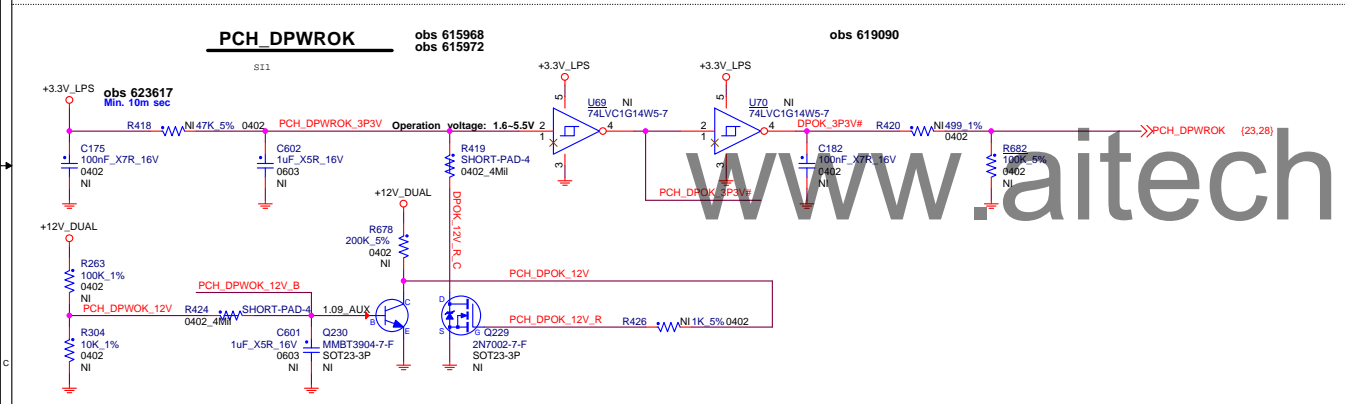 PCH_DPWROK
obs 615968
obs 615972
obs 619090
SI1
+3.3V_LPS
obs 623617
Min. 10m sec
R418
NI
47K_5%
0402
PCH_DPWROK_3P3V
Operation voltage: 1.6~5.5V
C175
100nF_X7R_16V
0402
NI
C602
1uF_X5R_16V
0603
NI
R419
SHORT-PAD-4
0402_4Mil
+3.3V_LPS
U69
NI
74LVC1G14W5-7
5
2
1
4
3
+3.3V_LPS
U70
NI
74LVC1G14W5-7
5
2
1
4
3
PCH_DPOK_3P3V#
DPOK_3P3V#
C182
100nF_X7R_16V
0402
NI
R420
NI
499_1%
0402
R682
100K_5%
0402
NI
PCH_DPWROK
{23,28}
www.aitech
+12V_DUAL
R263
100K_1%
0402
NI
PCH_DPWOK_12V
R304
10K_1%
0402
NI
PCH_DPWOK_12V_B
R424
SHORT-PAD-4
0402_4Mil
C601
1uF_X5R_16V
0603
NI
1.09_AUX
+12V_DUAL
R678
200K_5%
0402
NI
B
C
E
Q230
MMBT3904-7-F
SOT23-3P
NI
DPOK_12V_R_C
PCH_DPOK_12V
D
S
G
Q229
2N7002-7-F
SOT23-3P
NI
PCH_DPOK_12V_R
R426
NI
1K_5%
0402
C